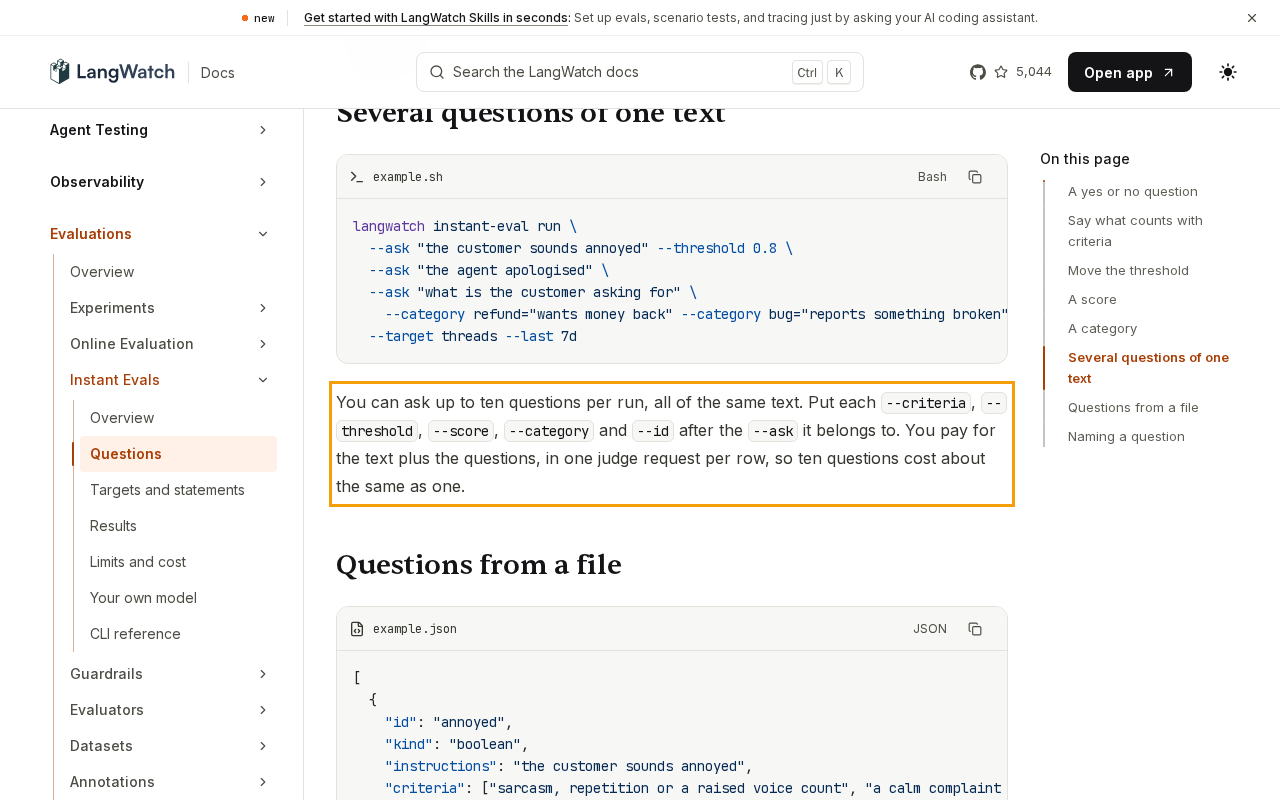 new
Get started with LangWatch Skills in seconds: Set up evals, scenario tests, and tracing just by asking your AI coding assistant.
LangWatch
Docs
Search the LangWatch docs
Ctrl
K
5,044
Open app
Agent Testing
Observability
Evaluations
Overview
Experiments
Online Evaluation
Instant Evals
Overview
Questions
Targets and statements
Results
Limits and cost
Your own model
CLI reference
Guardrails
Evaluators
Datasets
Annotations
Several questions of one text
example.sh
Bash
langwatch instant-eval run \
--ask "the customer sounds annoyed" --threshold 0.8 \
--ask "the agent apologised" \
--ask "what is the customer asking for" \
--category refund="wants money back" --category bug="reports something broken"
--target threads --last 7d
You can ask up to ten questions per run, all of the same text. Put each --criteria, --
threshold, --score, --category and --id after the --ask it belongs to. You pay for
the text plus the questions, in one judge request per row, so ten questions cost about
the same as one.
Questions from a file
example.json
JSON
[
{
"id": "annoyed",
"kind": "boolean",
"instructions": "the customer sounds annoyed",
"criteria": ["sarcasm, repetition or a raised voice count", "a calm complaint
On this page
A yes or no question
Say what counts with
criteria
Move the threshold
A score
A category
Several questions of one
text
Questions from a file
Naming a question